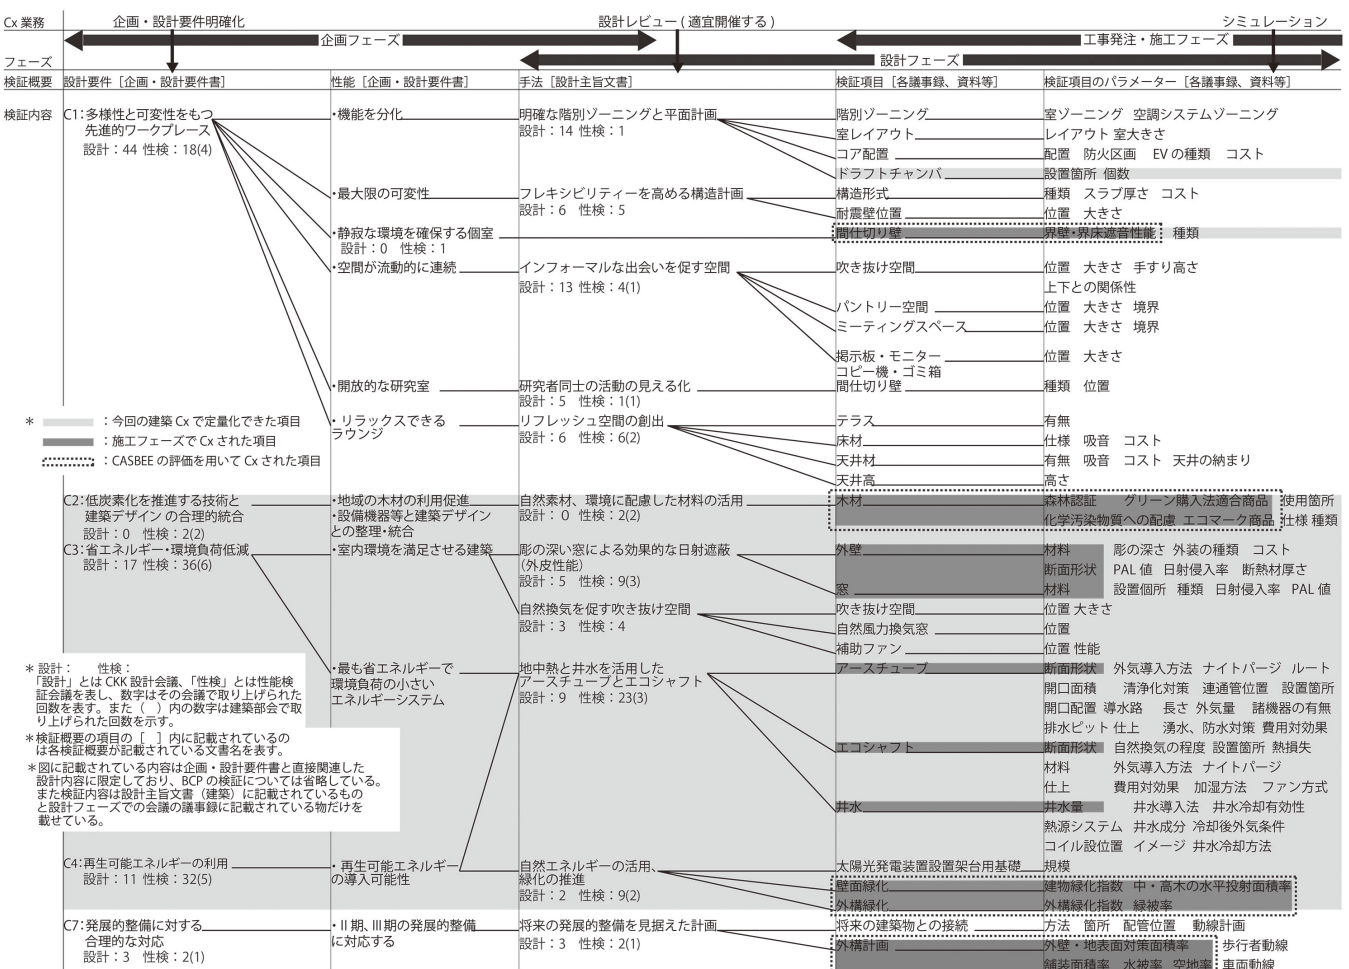 Cx 業務 企画・設計要件明確化 設計レビュー ( 適宜開催する ) シミュレーション
企画フェーズ 工事発注・施工フェーズ
フェーズ 設計フェーズ
検証概要 設計要件［企画・設計要件書］ 性能［企画・設計要件書］ 手法［設計主旨文書］ 検証項目［各議事録、資料等］ 検証項目のパラメーター［各議事録、資料等］
検証内容 C1：多様性と可変性をもつ ・機能を分化 明確な階別ゾーニングと平面計画 階別ゾーニング 室ゾーニング 空調システムゾーニング
先進的ワークプレース 設計：14 性検：1 室レイアウト レイアウト 室大きさ
設計：44 性検：18(4) コア配置 配置 防火区画 EV の種類 コスト
ドラフトチャンバ 設置箇所 個数
・最大限の可変性 フレキシビリティーを高める構造計画 構造形式 種類 スラブ厚さ コスト
設計：6 性検：5 耐震壁位置 位置 大きさ
・静寂な環境を確保する個室 間仕切り壁 界壁・界床遮音性能 種類
設計：0 性検：1
・空間が流動的に連続 インフォーマルな出会いを促す空間 吹き抜け空間 位置 大きさ 手すり高さ
設計：13 性検：4(1) 上下との関係性
パントリー空間 位置 大きさ 境界
ミーティングスペース 位置 大きさ 境界
掲示板・モニター 位置 大きさ
コピー機・ゴミ箱
・開放的な研究室 研究者同士の活動の見える化 間仕切り壁 種類 位置
設計：5 性検：1(1)
＊ ：今回の建築 Cx で定量化できた項目 ・リラックスできる リフレッシュ空間の創出 テラス 有無
ラウンジ 設計：6 性検：6(2)
：施工フェーズで Cx された項目 床材 仕様 吸音 コスト
：CASBEE の評価を用いて Cx された項目 天井材 有無 吸音 コスト 天井の納まり
天井高 高さ
C2：低炭素化を推進する技術と ・地域の木材の利用促進 自然素材、環境に配慮した材料の活用 木材 森林認証 グリーン購入法適合商品 使用箇所
建築デザイン の合理的統合 ・設備機器等と建築デザイン 設計：0 性検：2(2) 化学汚染物質への配慮 エコマーク商品 仕様 種類
設計：0 性検：2(2) との整理・統合
C3：省エネルギー・環境負荷低減 ・室内環境を満足させる建築 彫の深い窓による効果的な日射遮蔽 外壁 材料 彫の深さ 外装の種類 コスト
設計：17 性検：36(6) （外皮性能） 断面形状 PAL 値 日射侵入率 断熱材厚さ
設計：5 性検：9(3) 窓 材料 設置個所 種類 日射侵入率 PAL 値
自然換気を促す吹き抜け空間 吹き抜け空間 位置 大きさ
設計：3 性検：4 自然風力換気窓 位置
補助ファン 位置 性能
＊設計： 性検： ・最も省エネルギーで 地中熱と井水を活用した アースチューブ 断面形状 外気導入方法 ナイトパージ ルート
「設計」とは CKK 設計会議、「性検」とは性能検 環境負荷の小さい アースチューブとエコシャフト 開口面積 清浄化対策 連通管位置 設置箇所
証会議を表し、数字はその会議で取り上げられた エネルギーシステム 設計：9 性検：23(3) 開口配置 導水路 長さ 外気量 諸機器の有無
回数を表す。また（ ）内の数字は建築部会で取
り上げられた回数を示す。 排水ピット 仕上 湧水、防水対策 費用対効果
＊検証概要の項目の［ ］内に記載されているの エコシャフト 断面形状 自然換気の程度 設置箇所 熱損失
は各検証概要が記載されている文書名を表す。
＊図に記載されている内容は企画・設計要件書と直接関連した 材料 外気導入方法 ナイトパージ
設計内容に限定しており、BCP の検証については省略している。 仕上 費用対効果 加湿方法 ファン方式
また検証内容は設計主旨文書（建築）に記載されているもの
と設計フェーズでの会議の議事録に記載されている物だけを 井水 井水量 井水導入法 井水冷却有効性
載せている。 熱源システム 井水成分 冷却後外気条件
コイル設位置 イメージ 井水冷却方法
C4：再生可能エネルギーの利用 ・再生可能エネルギー 自然エネルギーの活用、 太陽光発電装置設置架台用基礎 規模
設計：11 性検：32(5) の導入可能性 緑化の推進 壁面緑化 建物緑化指数 中・高木の水平投射面積率
設計：2 性検：9(2) 外構緑化 外構緑化指数 緑被率
C7：発展的整備に対する ・Ⅱ期、Ⅲ期の発展的整備 将来の発展的整備を見据えた計画 将来の建築物との接続 方法 箇所 配管位置 動線計画
合理的な対応 に対応する 設計：3 性検：2(1) 外構計画 外壁・地表面対策面積率 歩行者動線
設計：3 性検：2(1) 舗装面積率 水被率 空地率 車両動線